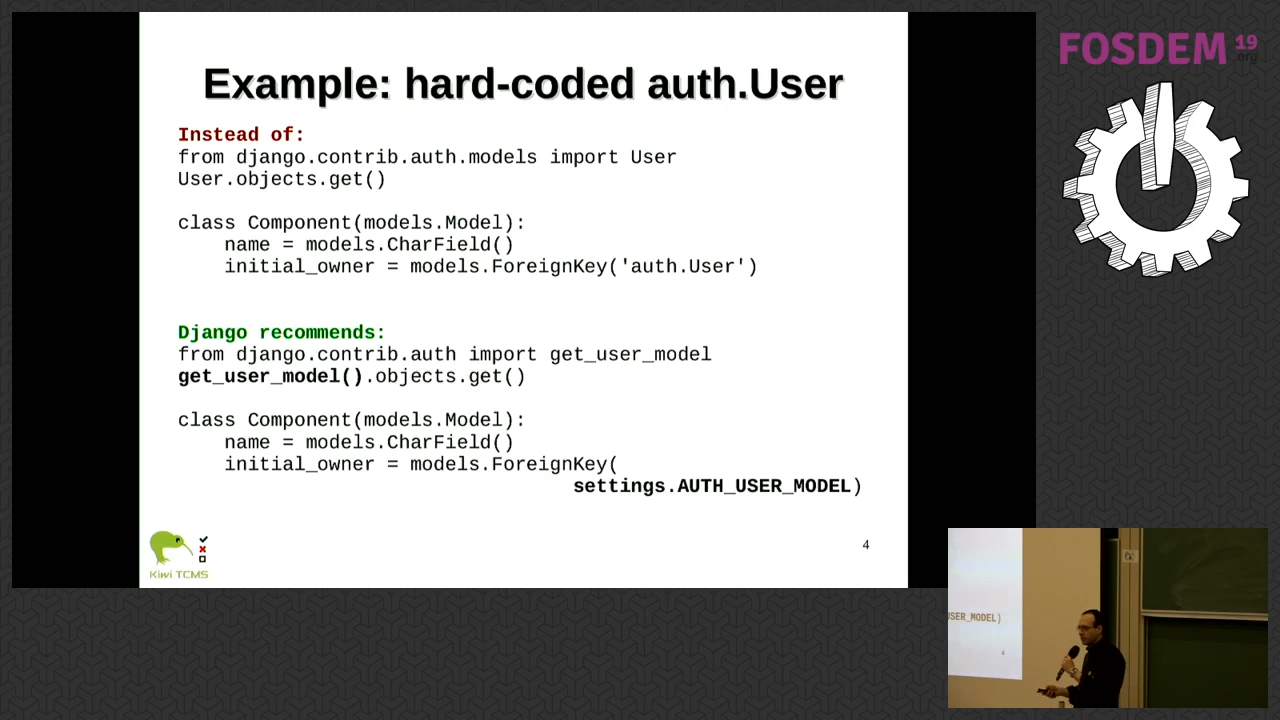 Example: hard-coded auth.User
Instead of:
from django.contrib.auth.models import User
User.objects.get()
class Component(models.Model):
    name = models.CharField()
    initial_owner = models.ForeignKey('auth.User')
Django recommends:
from django.contrib.auth import get_user_model
get_user_model().objects.get()
class Component(models.Model):
    name = models.CharField()
    initial_owner = models.ForeignKey(
settings.AUTH_USER_MODEL)
Kiwi TCMS
4
FOSDEM 19
.org
USER_MODEL)
4